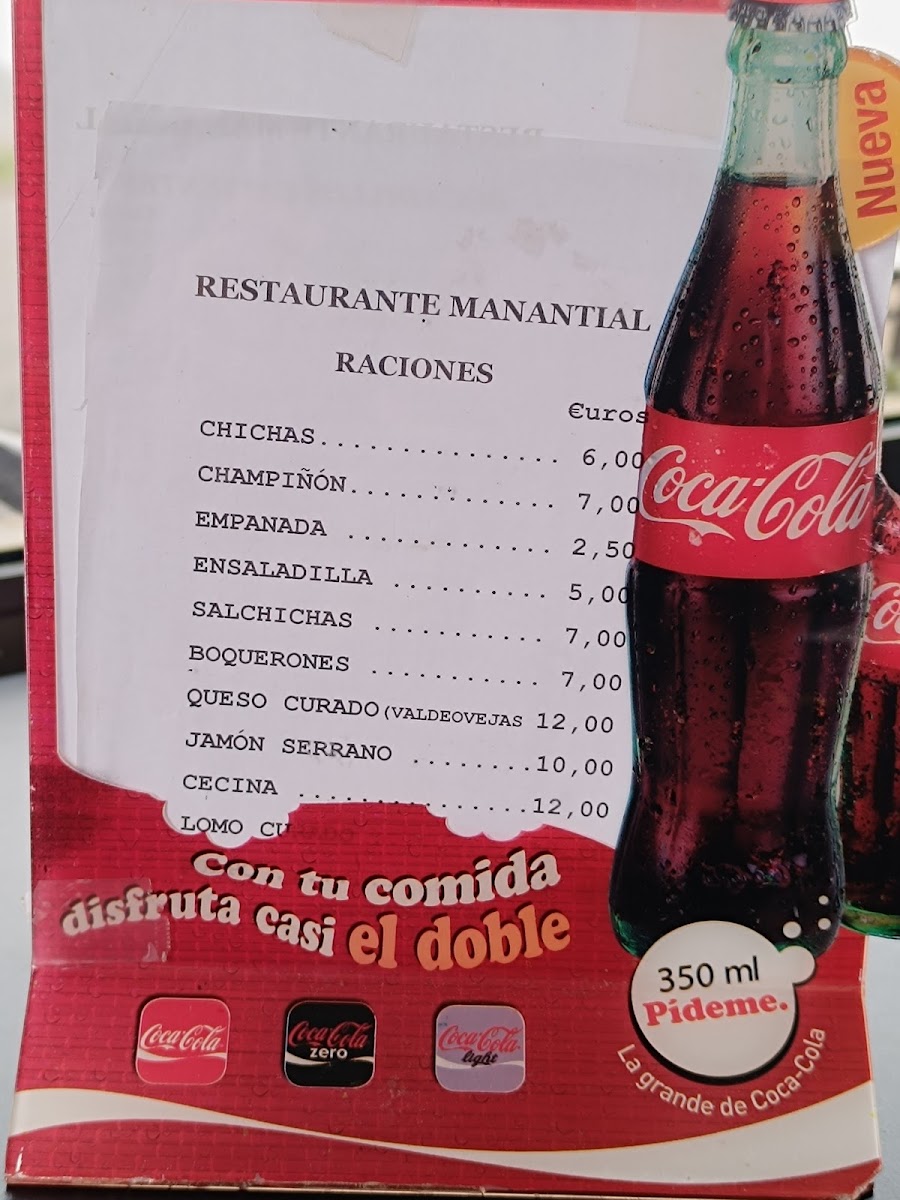 Nueva
RESTAURANTE MANANTIAL
RACIONES
€uros
CHICHAS.............. 6,00
CHAMPIÑÓN............. 7,00
EMPANADA ............. 2,50
ENSALADILLA .......... 5,00
SALCHICHAS ........... 7,00
BOQUERONES ........... 7,00
QUESO CURADO(VALDEOVEJAS 12,00
JAMÓN SERRANO ........10,00
CECINA ...............12,00
LOMO CU
Coca-Cola
Con tu comida
disfruta casi el doble
350 ml
Pídeme.
La grande de Coca-Cola
Coca-Cola
Coca-Cola
zero
Coca-Cola
light